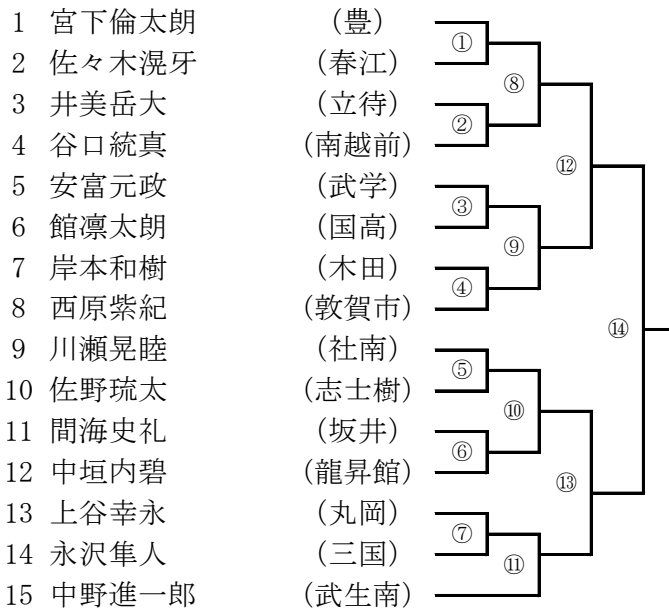 1 宮下倫太朗 (豊)
2 佐々木滉牙 (春江)
3 井美岳大 (立待)
4 谷口統真 (南越前)
5 安富元政 (武学)
6 館凛太朗 (国高)
7 岸本和樹 (木田)
8 西原紫紀 (敦賀市)
9 川瀬晃睦 (社南)
10 佐野琉太 (志士樹)
11 間海史礼 (坂井)
12 中垣内碧 (龍昇館)
13 上谷幸永 (丸岡)
14 永沢隼人 (三国)
15 中野進一郎 (武生南)
①
②
③
④
⑤
⑥
⑦
⑧
⑨
⑩
⑪
⑫
⑬
⑭